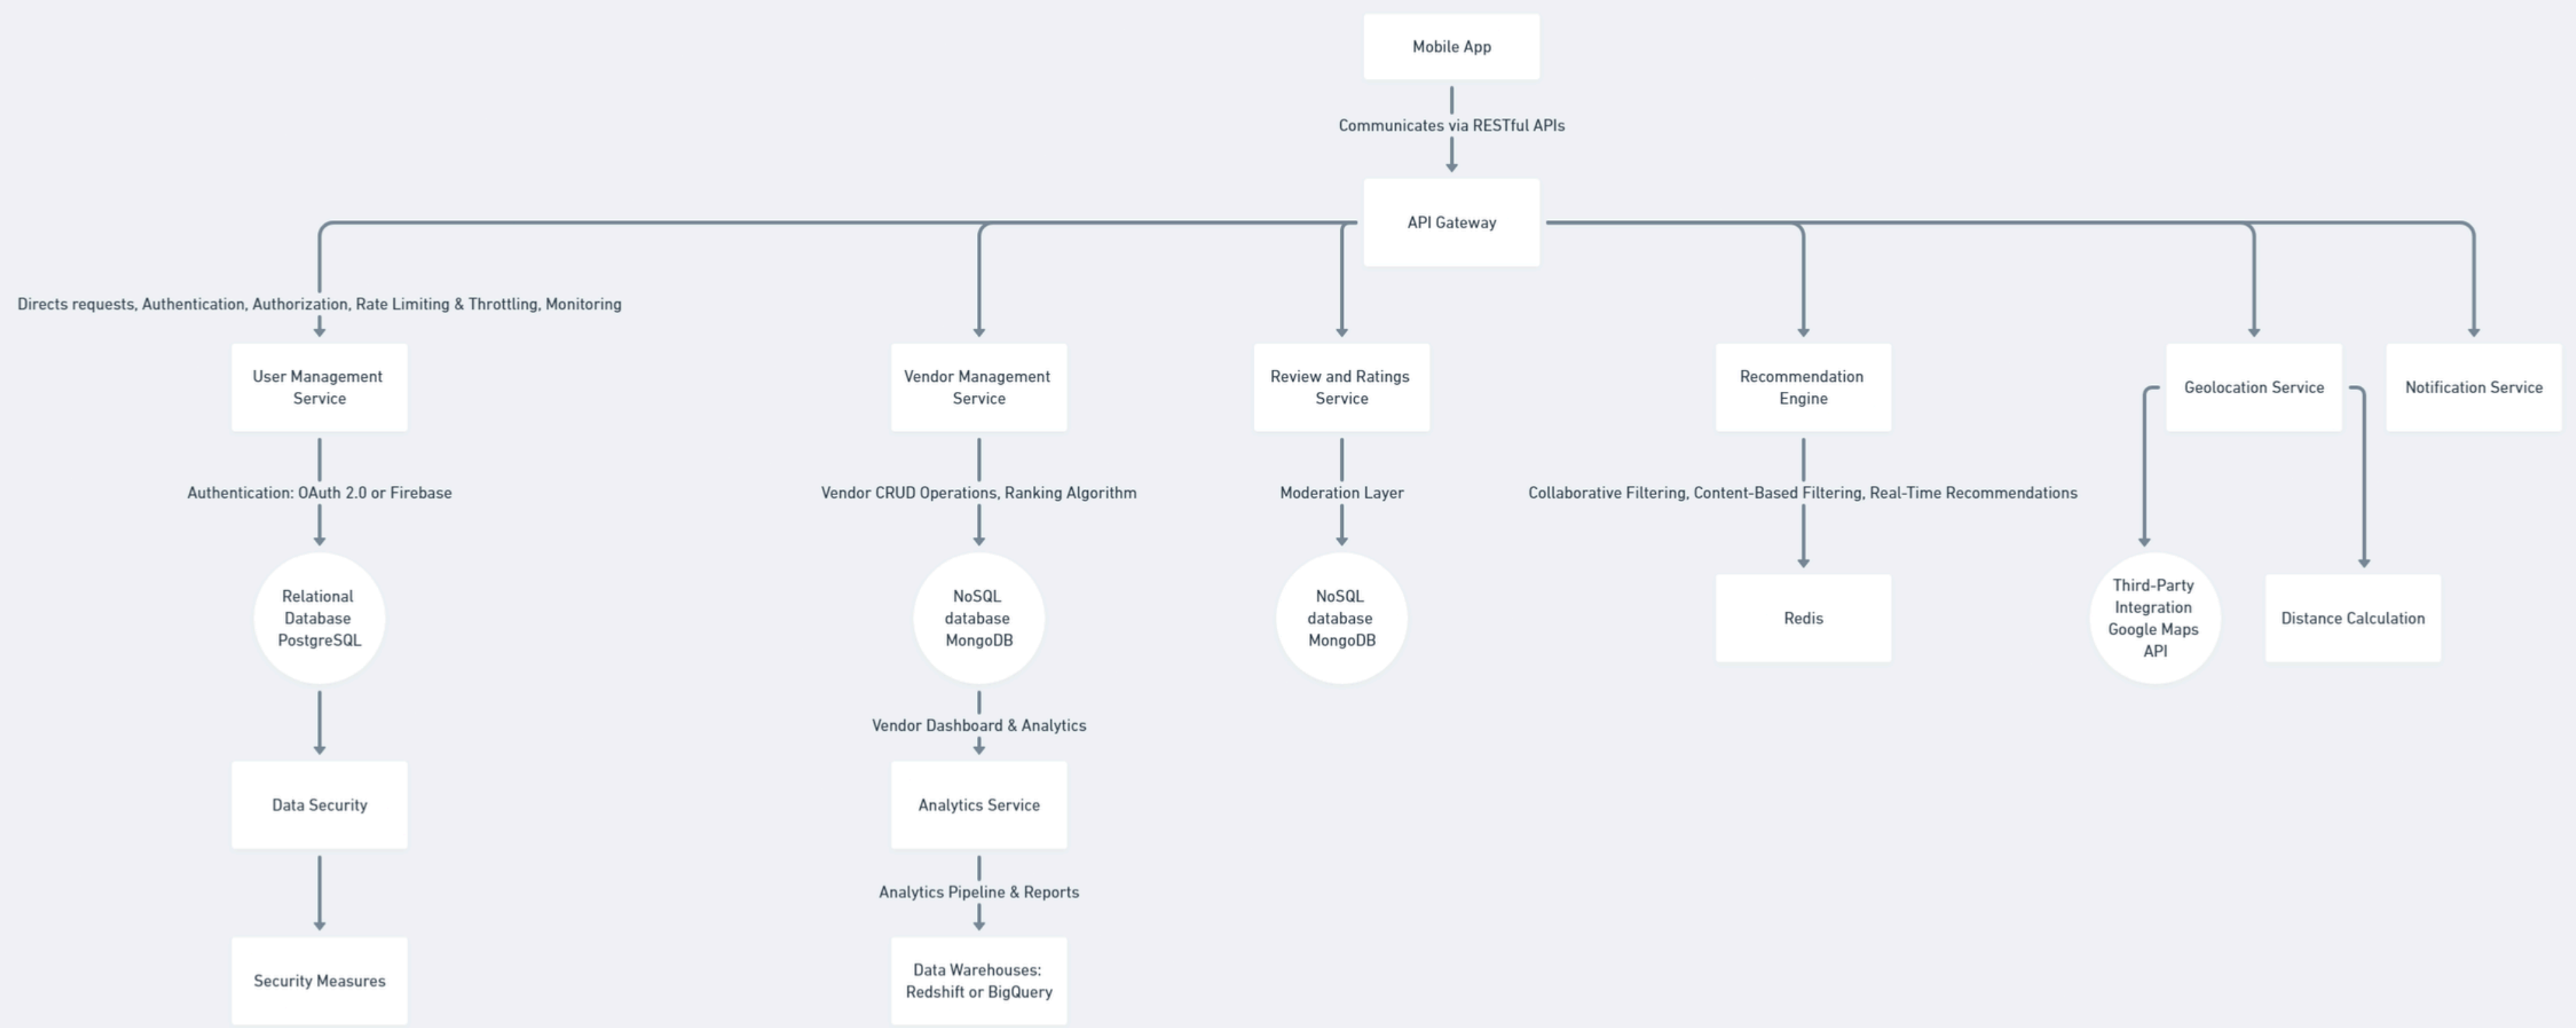 Mobile App
Communicates via RESTful APIs
API Gateway
Directs requests, Authentication, Authorization, Rate Limiting & Throttling, Monitoring
User Management
Service
Vendor Management
Service
Review and Ratings
Service
Recommendation
Engine
Geolocation Service
Notification Service
Authentication: OAuth 2.0 or Firebase
Vendor CRUD Operations, Ranking Algorithm
Moderation Layer
Collaborative Filtering, Content-Based Filtering, Real-Time Recommendations
Relational
Database
PostgreSQL
NoSQL
database
MongoDB
NoSQL
database
MongoDB
Redis
Third-Party
Integration
Google Maps
API
Distance Calculation
Vendor Dashboard & Analytics
Data Security
Analytics Service
Analytics Pipeline & Reports
Security Measures
Data Warehouses:
Redshift or BigQuery